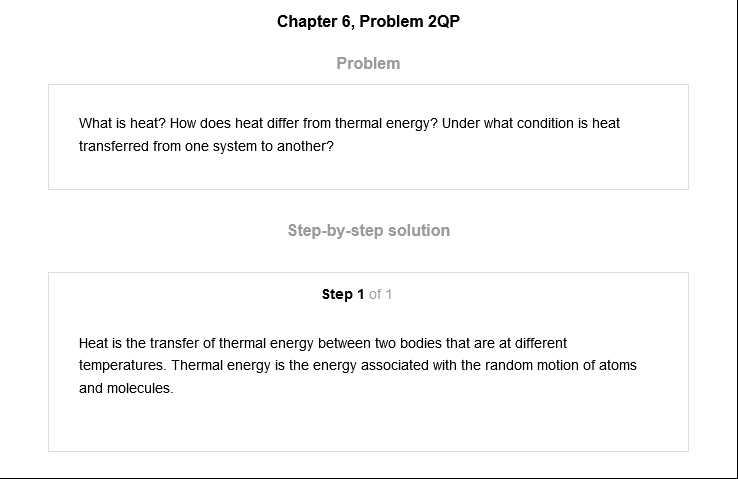 Chapter 6, Problem 2QP
Problem
What is heat? How does heat differ from thermal energy? Under what condition is heat
transferred from one system to another?
Step-by-step solution
Step 1 of 1
Heat is the transfer of thermal energy between two bodies that are at different
temperatures. Thermal energy is the energy associated with the random motion of atoms
and molecules.